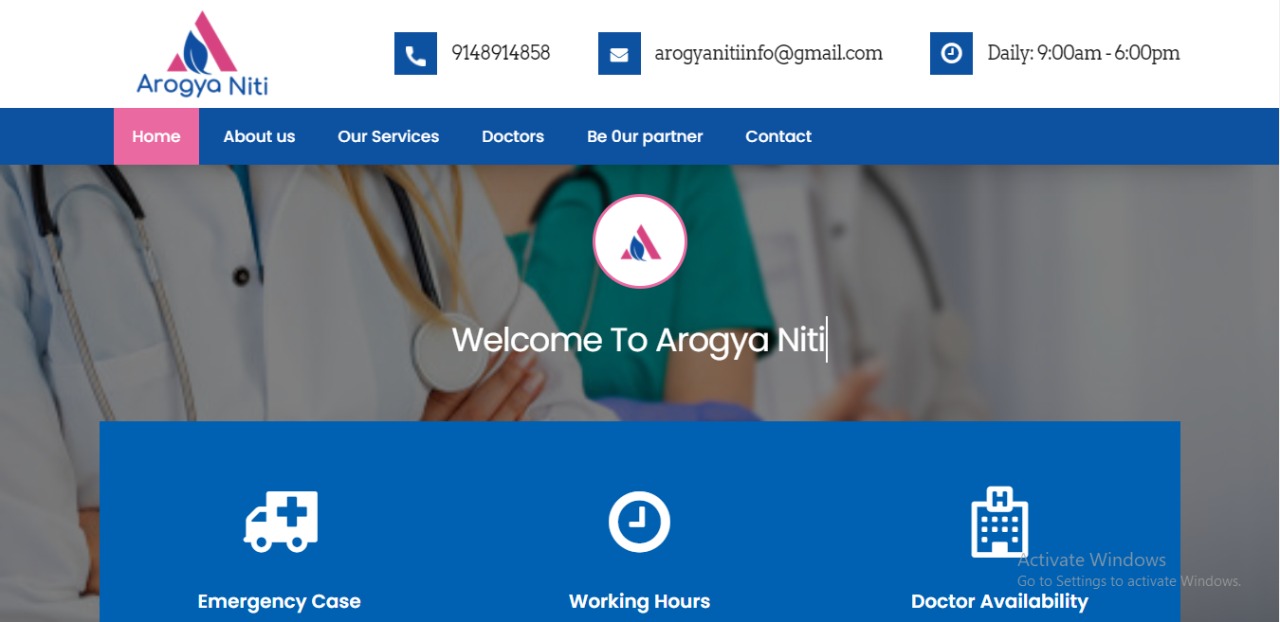 Arogya Niti
9148914858
arogyanitiinfo@gmail.com
Daily: 9:00am - 6:00pm
Home
About us
Our Services
Doctors
Be 0ur partner
Contact
Welcome To Arogya Niti
H
Emergency Case
Working Hours
Doctor Availability
Activate Windows
Go to Settings to activate Windows.